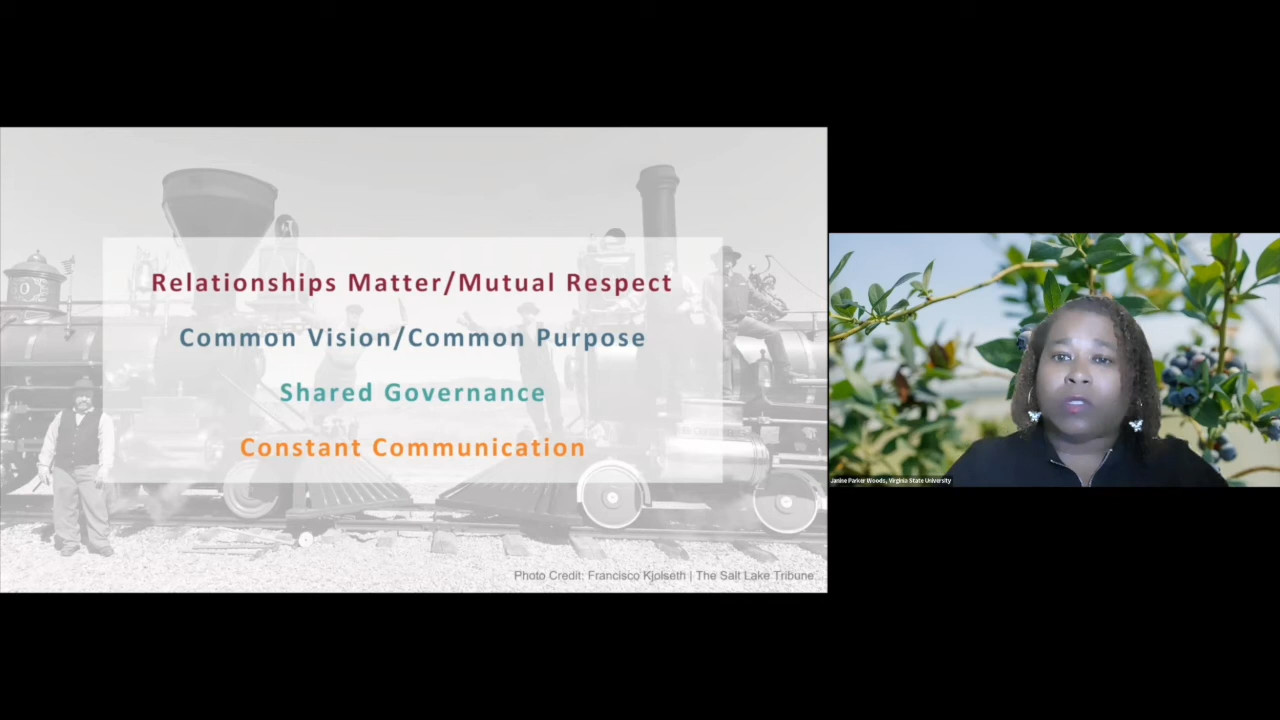 Relationships Matter/Mutual Respect
Common Vision/Common Purpose
Shared Governance
Constant Communication
Photo Credit: Francisco Kjolseth | The Salt Lake Tribune
Janine Parker Woods, Virginia State University